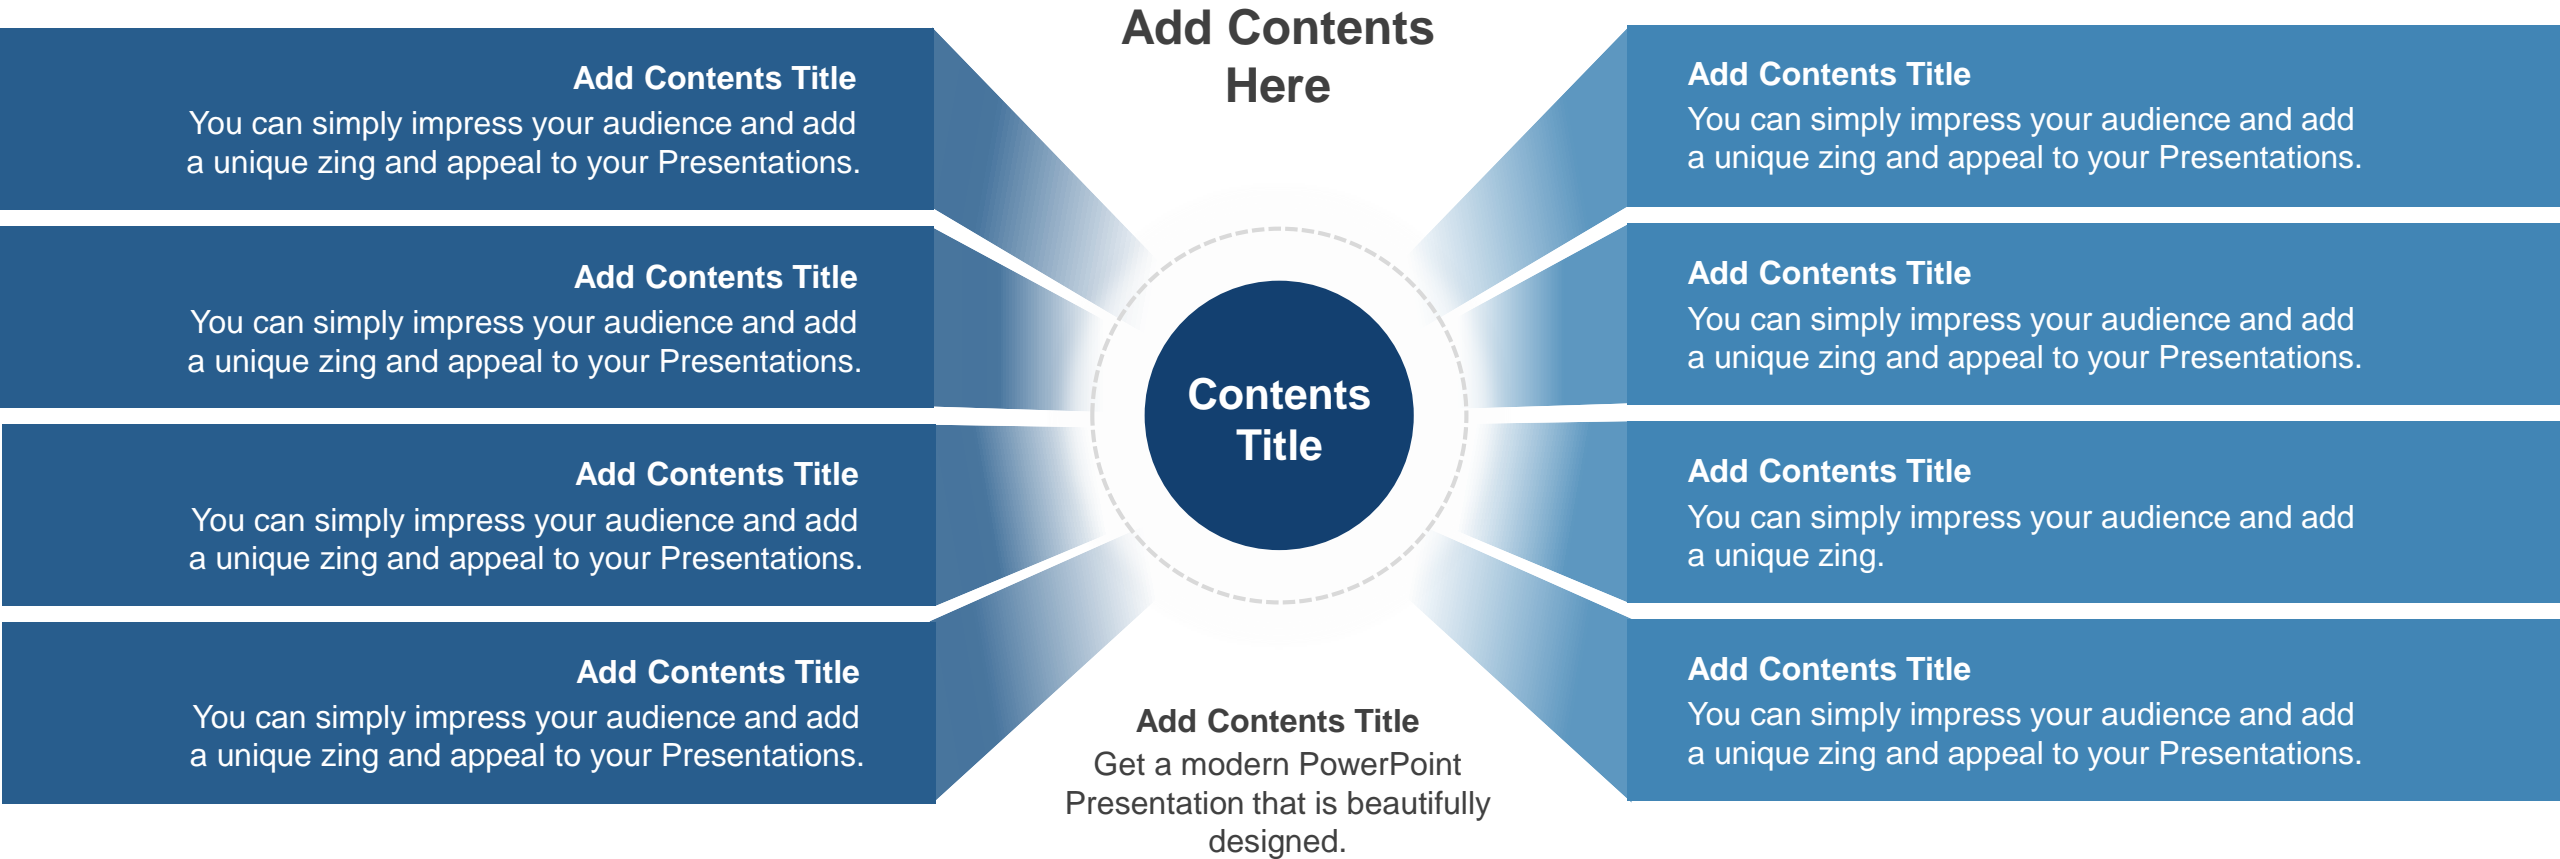 Add Contents
Here
Add Contents Title
You can simply impress your audience and add
a unique zing and appeal to your Presentations.
Add Contents Title
You can simply impress your audience and add
a unique zing and appeal to your Presentations.
Add Contents Title
You can simply impress your audience and add
a unique zing and appeal to your Presentations.
Add Contents Title
You can simply impress your audience and add
a unique zing and appeal to your Presentations.
Contents
Title
Add Contents Title
You can simply impress your audience and add
a unique zing and appeal to your Presentations.
Add Contents Title
You can simply impress your audience and add
a unique zing and appeal to your Presentations.
Add Contents Title
You can simply impress your audience and add
a unique zing.
Add Contents Title
You can simply impress your audience and add
a unique zing and appeal to your Presentations.
Add Contents Title
Get a modern PowerPoint
Presentation that is beautifully
designed.